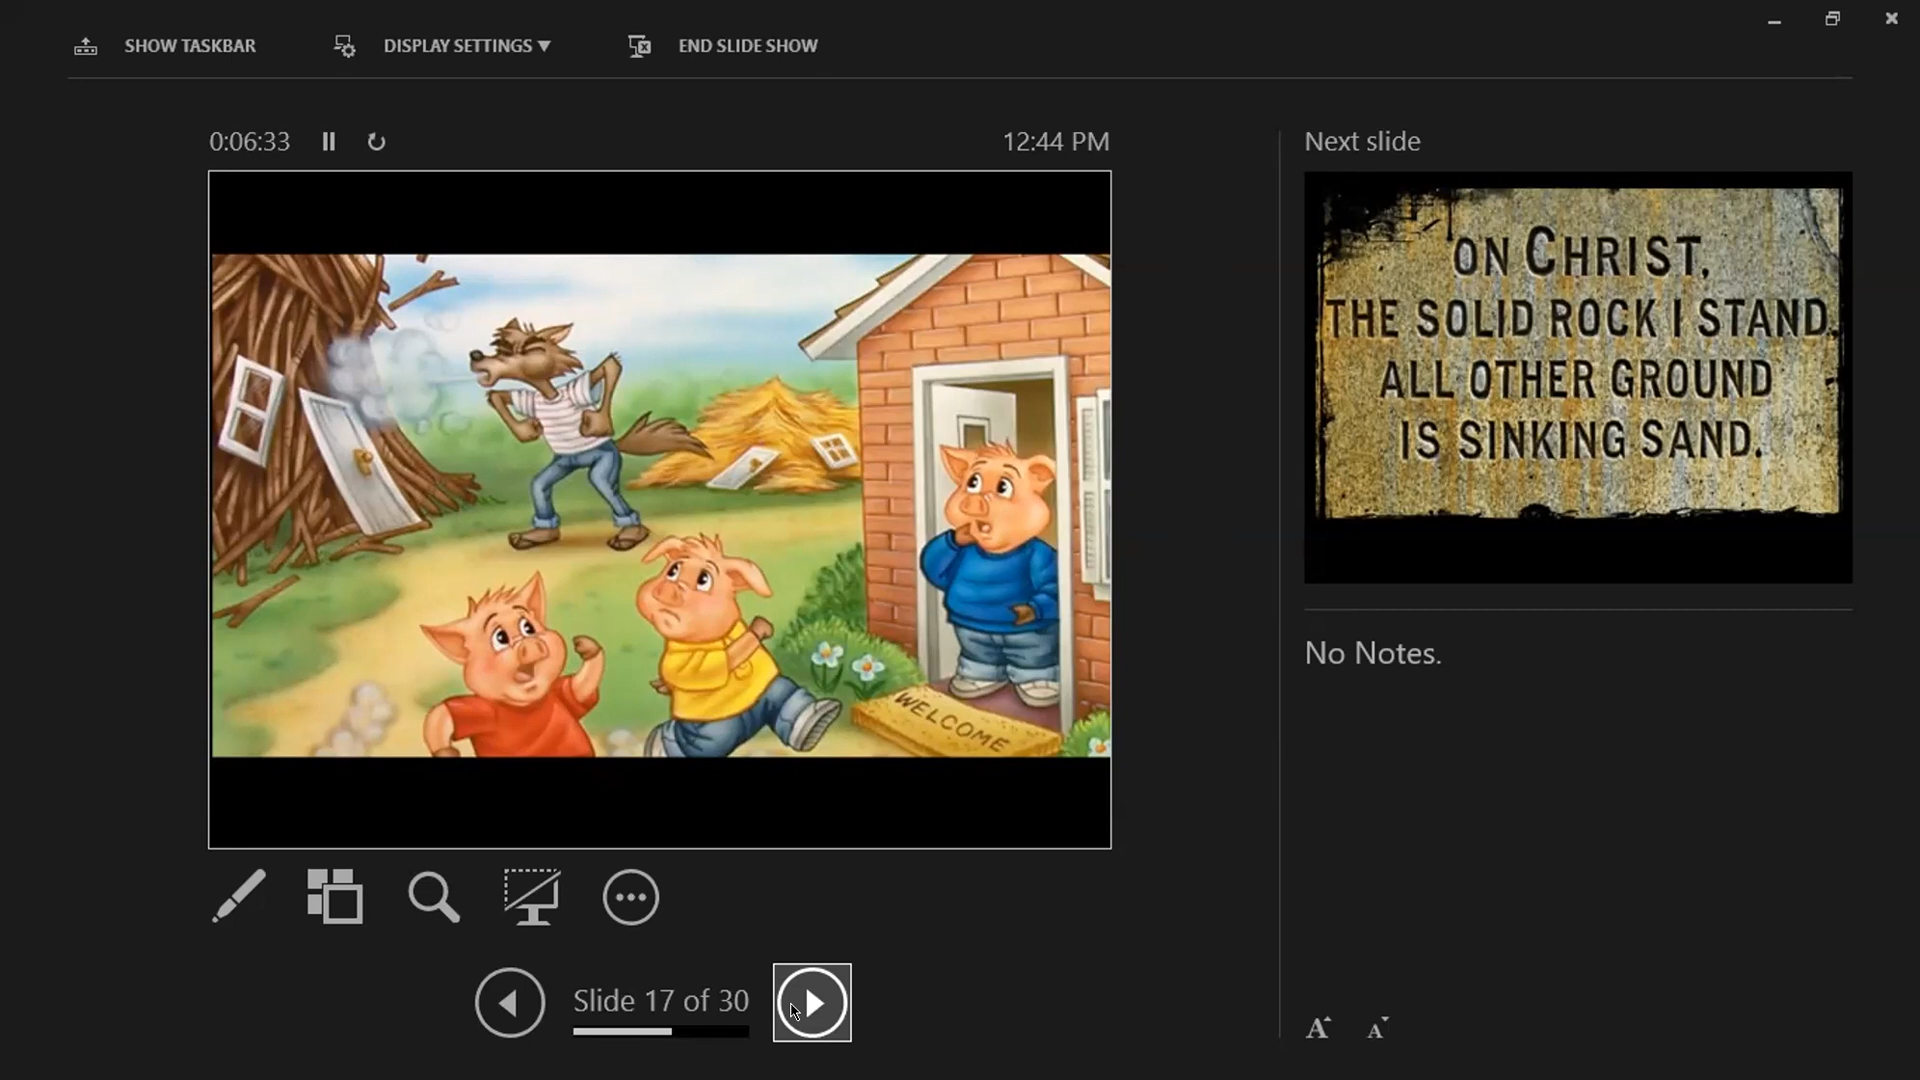 SHOW TASKBAR
DISPLAY SETTINGS ▼
END SLIDE SHOW
0:06:33
12:44 PM
Next slide
WELCOME
ON CHRIST,
THE SOLID ROCK I STAND.
ALL OTHER GROUND
IS SINKING SAND.
No Notes.
Slide 17 of 30
A A